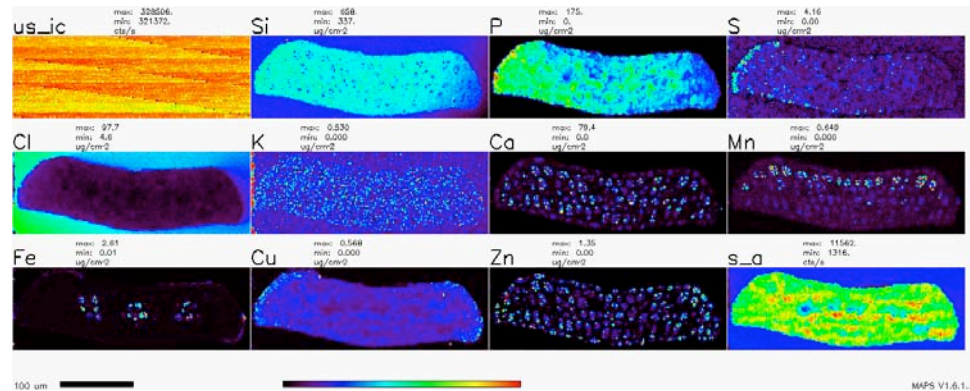 us_ic
max: 328506.
min: 321372.
cts/s
Si
max: 658.
min: 337.
ug/cm2
P
max: 175.
min: 0.
ug/cm2
S
max: 4.16
min: 0.00
ug/cm2
Cl
max: 97.7
min: 4.6
ug/cm2
K
max: 0.530
min: 0.000
ug/cm2
Ca
max: 79.4
min: 0.0
ug/cm2
Mn
max: 0.649
min: 0.000
ug/cm2
Fe
max: 2.61
min: 0.01
ug/cm2
Cu
max: 0.568
min: 0.000
ug/cm2
Zn
max: 1.35
min: 0.00
ug/cm2
s_a
max: 11562.
min: 1316.
cts/s
100 um
MAPS V1.6.1.